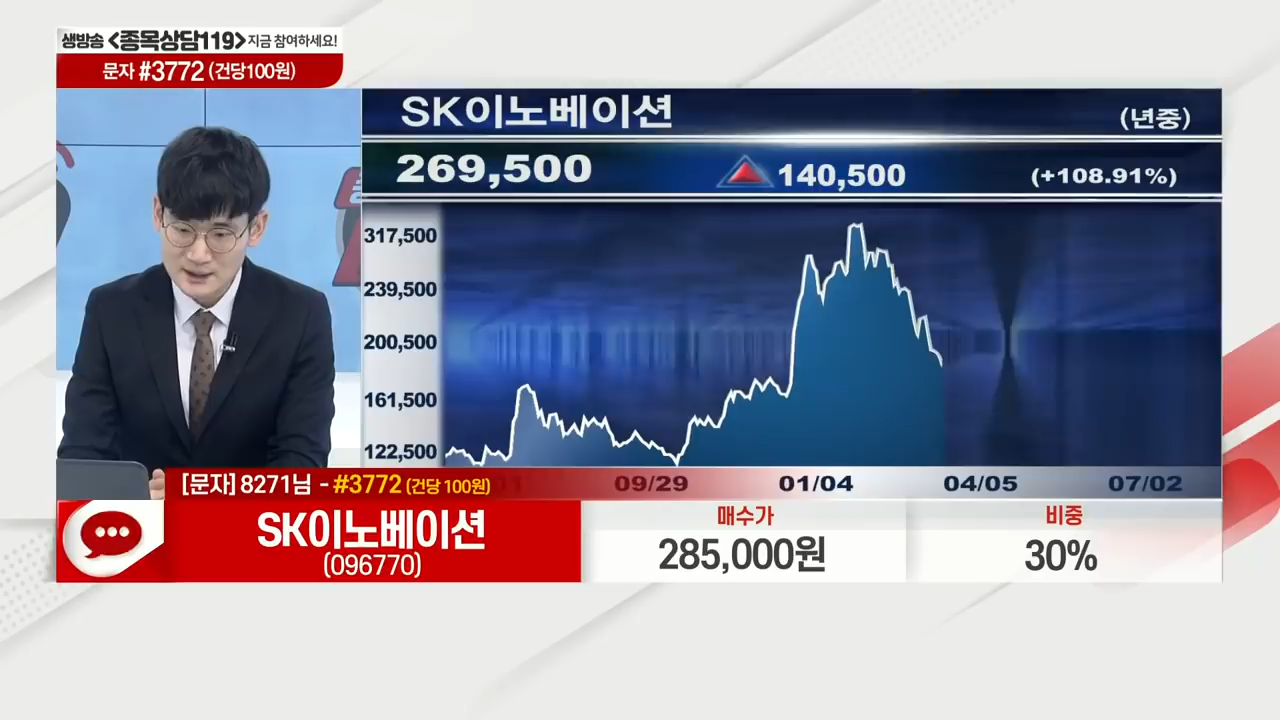 생방송 <종목상담119> 지금 참여하세요!
문자 #3772 (건당100원)
SK이노베이션 (년중)
269,500 140,500 (+108.91%)
317,500
239,500
200,500
161,500
122,500
09/29 01/04 04/05 07/02
[문자] 8271님 - #3772 (건당 100원)
SK이노베이션
(096770)
매수가 비중
285,000원 30%